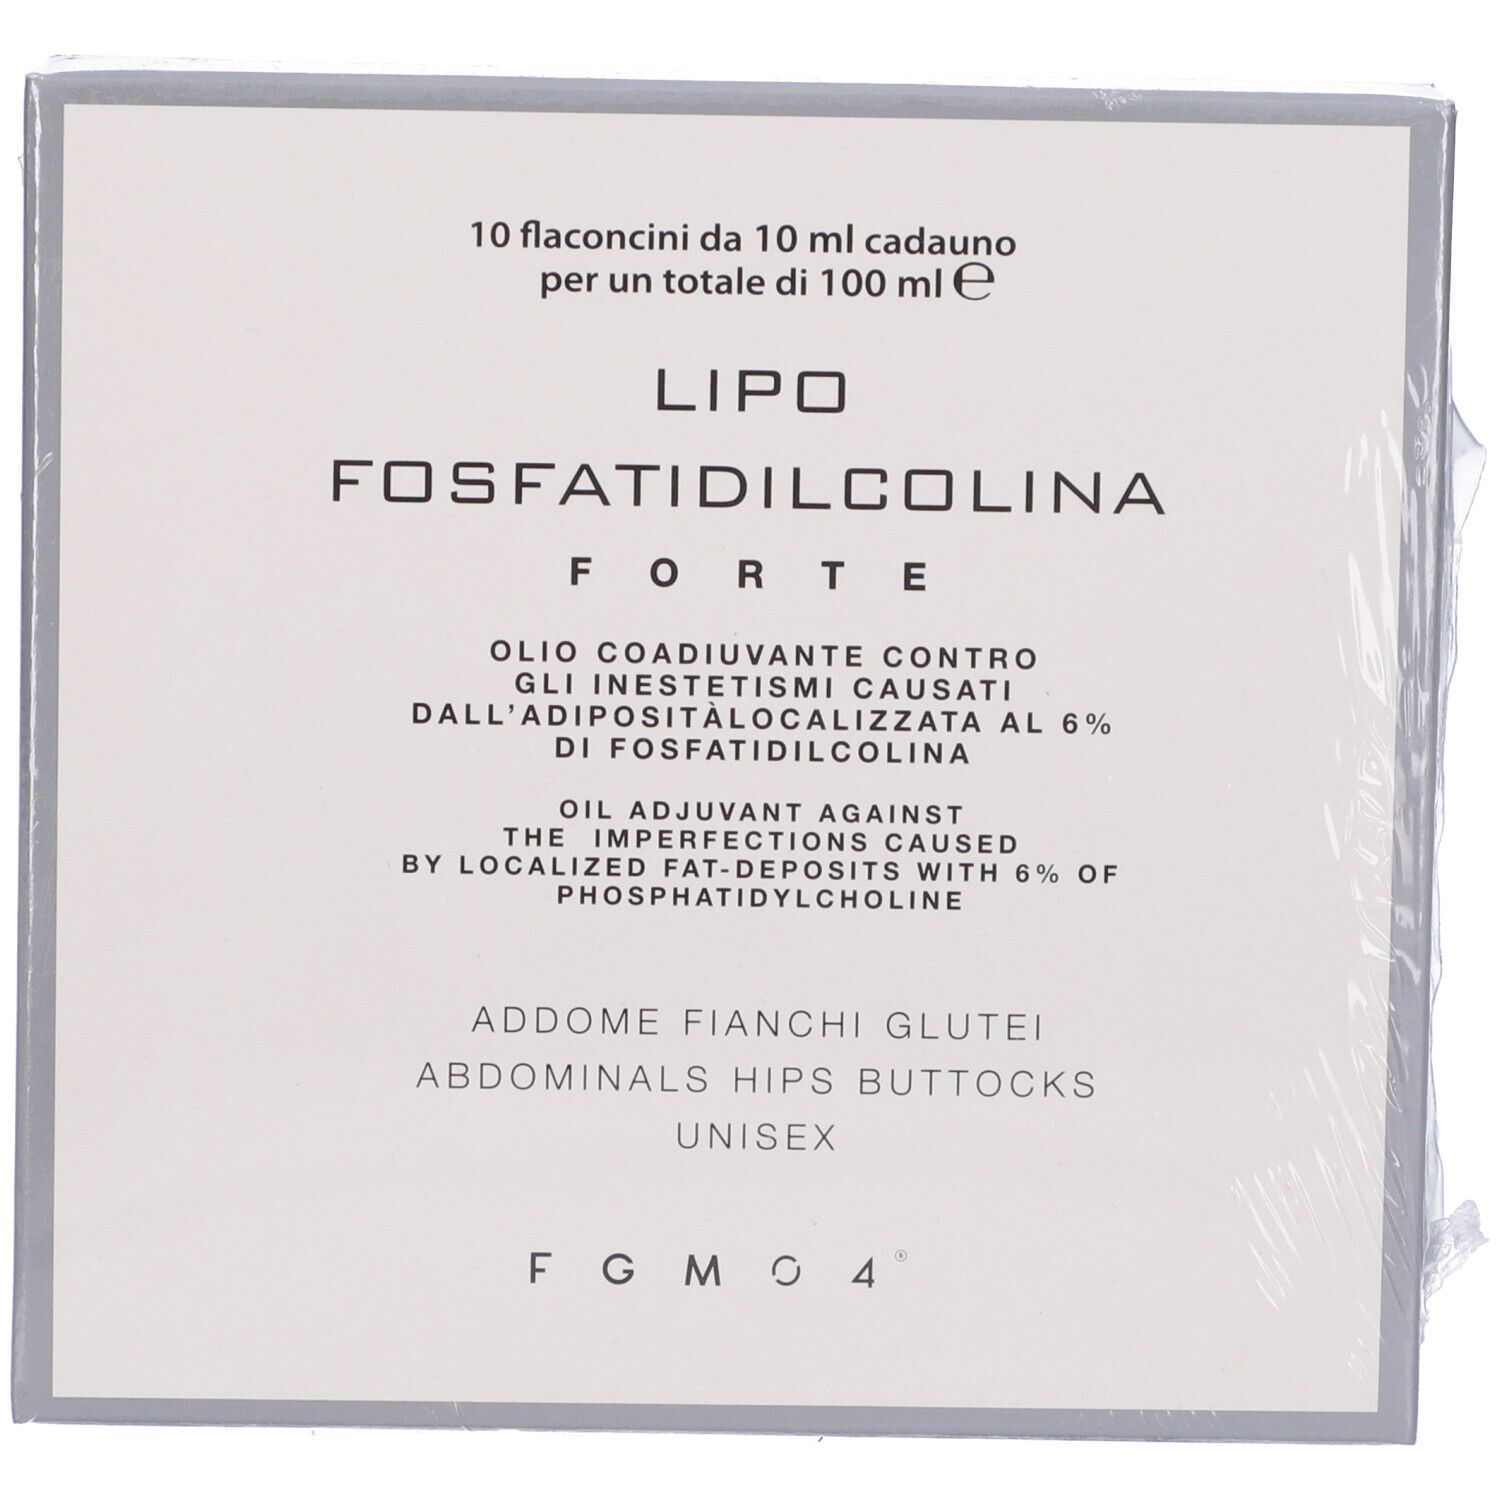 10 flaconcini da 10 ml cadauno
per un totale di 100 ml ℮
LIPO
FOSFATIDILCOLINA
FORTE
OLIO COADIUVANTE CONTRO
GLI INESTETISMI CAUSATI
DALL'ADIPOSITÀLOCALIZZATA AL 6%
DI FOSFATIDILCOLINA
OIL ADJUVANT AGAINST
THE IMPERFECTIONS CAUSED
BY LOCALIZED FAT-DEPOSITS WITH 6% OF
PHOSPHATIDYLCHOLINE
ADDOME FIANCHI GLUTEI
ABDOMINALS HIPS BUTTOCKS
UNISEX
FGM04®